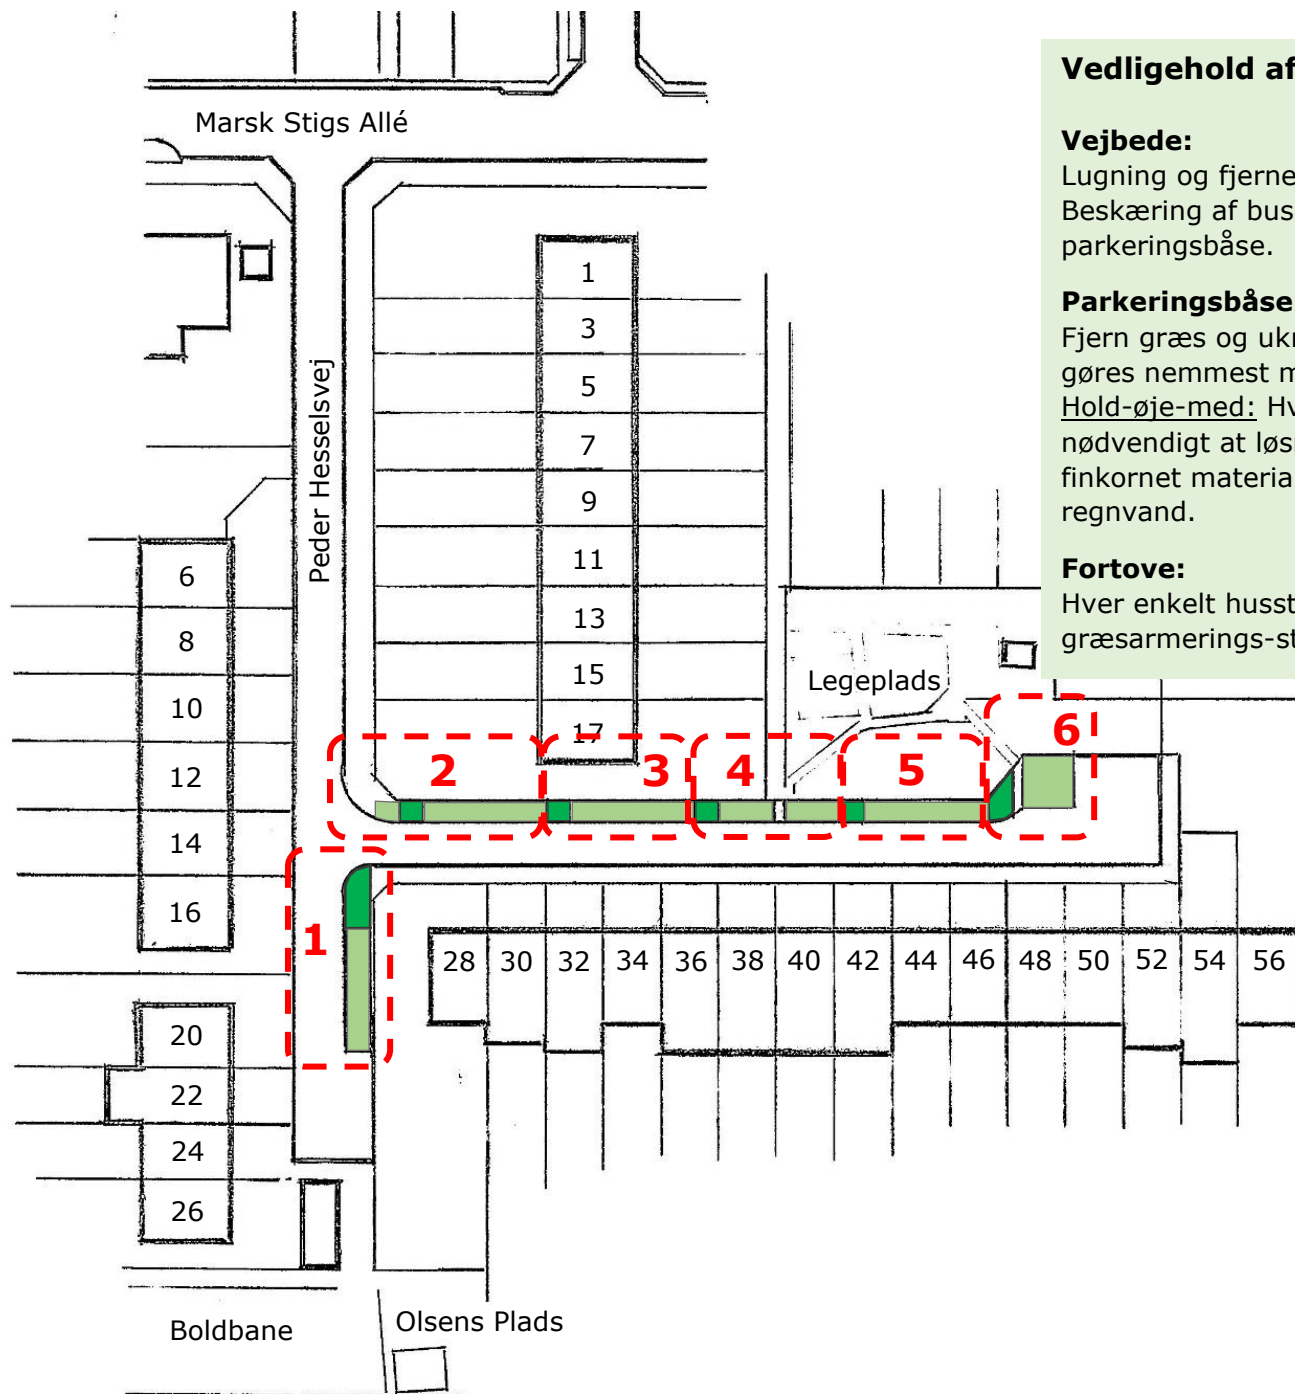 Marsk Stigs Allé
Peder Hesselsvej
1
3
5
7
9
11
13
15
17
6
8
10
12
14
16
20
22
24
26
Legeplads
2
3
4
5
6
1
28 30 32 34 36 38 40 42 44 46 48 50 52 54 56
Boldbane
Olsens Plads
Vedligehold af
Vejbede:
Lugning og fjerne
Beskæring af bus
parkeringsbåse.
Parkeringsbåse
Fjern græs og ukr
gøres nemmest m
Hold-øje-med: Hv
nødvendigt at løs
finkornet materia
regnvand.
Fortove:
Hver enkelt husst
græsarmerings-st